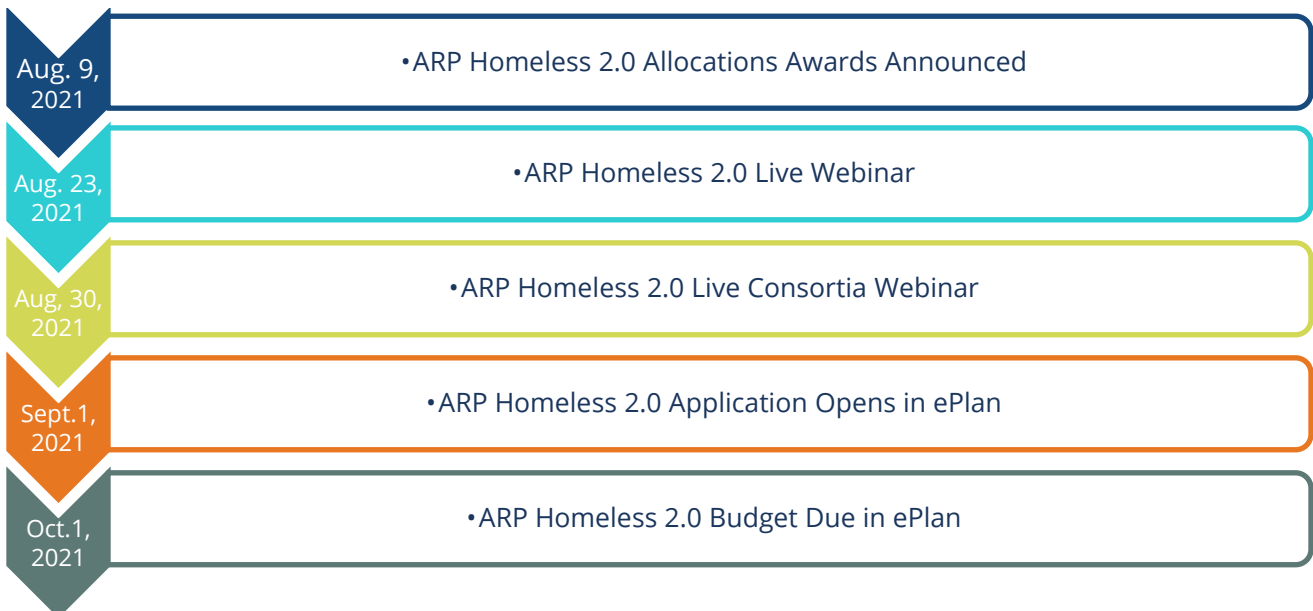 Aug. 9,
2021
•ARP Homeless 2.0 Allocations Awards Announced
Aug. 23,
2021
•ARP Homeless 2.0 Live Webinar
Aug, 30,
2021
•ARP Homeless 2.0 Live Consortia Webinar
Sept.1,
2021
•ARP Homeless 2.0 Application Opens in ePlan
Oct.1,
2021
•ARP Homeless 2.0 Budget Due in ePlan